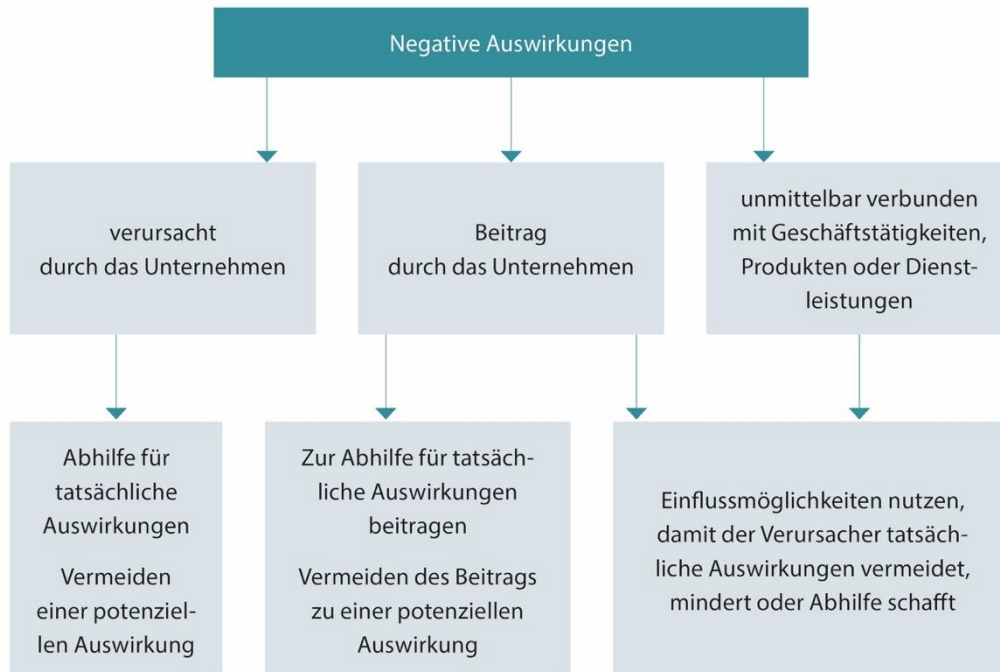 Negative Auswirkungen
verursacht
durch das Unternehmen
Beitrag
durch das Unternehmen
unmittelbar verbunden
mit Geschäftstätigkeiten,
Produkten oder Dienst-
leistungen
Abhilfe für
tatsächliche
Auswirkungen
Vermeiden
einer potenziel-
len Auswirkung
Zur Abhilfe für tatsäch-
liche Auswirkungen
beitragen
Vermeiden des Beitrags
zu einer potenziellen
Auswirkung
Einflussmöglichkeiten nutzen,
damit der Verursacher tatsäch-
liche Auswirkungen vermeidet,
mindert oder Abhilfe schafft